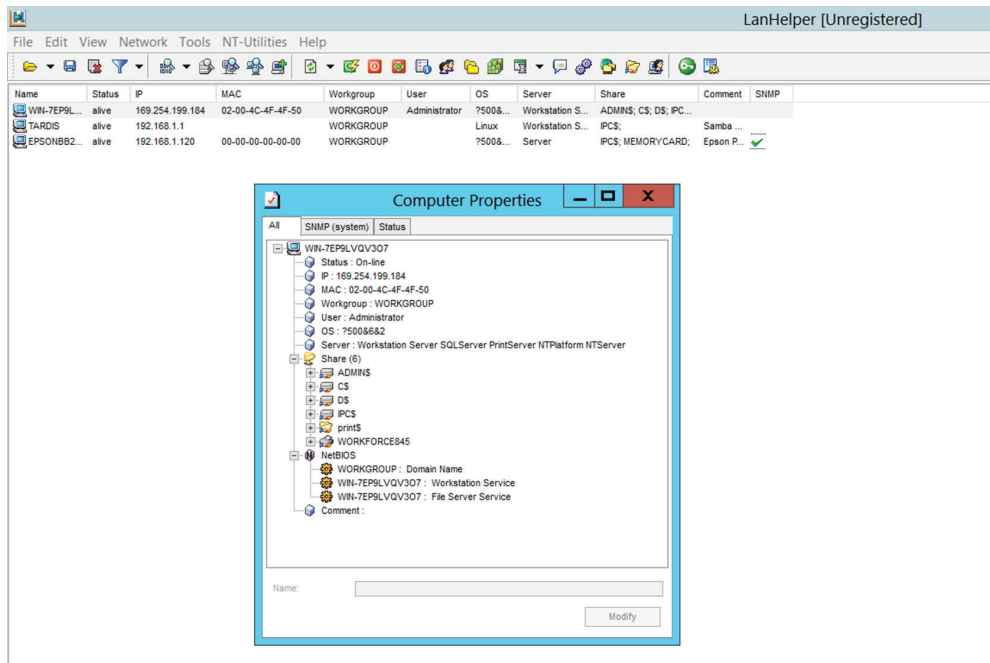 LanHelper [Unregistered]
File Edit View Network Tools NT-Utilities Help
Name Status IP MAC Workgroup User OS Server Share Comment SNMP
WIN-7EP9L... alive 169.254.199.184 02-00-4C-4F-4F-50 WORKGROUP Administrator ?500&... Workstation S... ADMIN$; C$; D$; IPC...
TARDIS alive 192.168.1.1 WORKGROUP Linux Workstation S... IPC$; Samba ...
EPSONBB2... alive 192.168.1.120 00-00-00-00-00-00 WORKGROUP ?500&... Server IPC$; MEMORYCARD; Epson P...
Computer Properties
All SNMP (system) Status
WIN-7EP9LVQV3O7
Status : On-line
IP : 169.254.199.184
MAC : 02-00-4C-4F-4F-50
Workgroup : WORKGROUP
User : Administrator
OS : ?500&6&2
Server : Workstation Server SQLServer PrintServer NTPlatform NTServer
Share (6)
ADMIN$
C$
D$
IPC$
print$
WORKFORCE845
NetBIOS
WORKGROUP : Domain Name
WIN-7EP9LVQV3O7 : Workstation Service
WIN-7EP9LVQV3O7 : File Server Service
Comment :
Name:
Modify